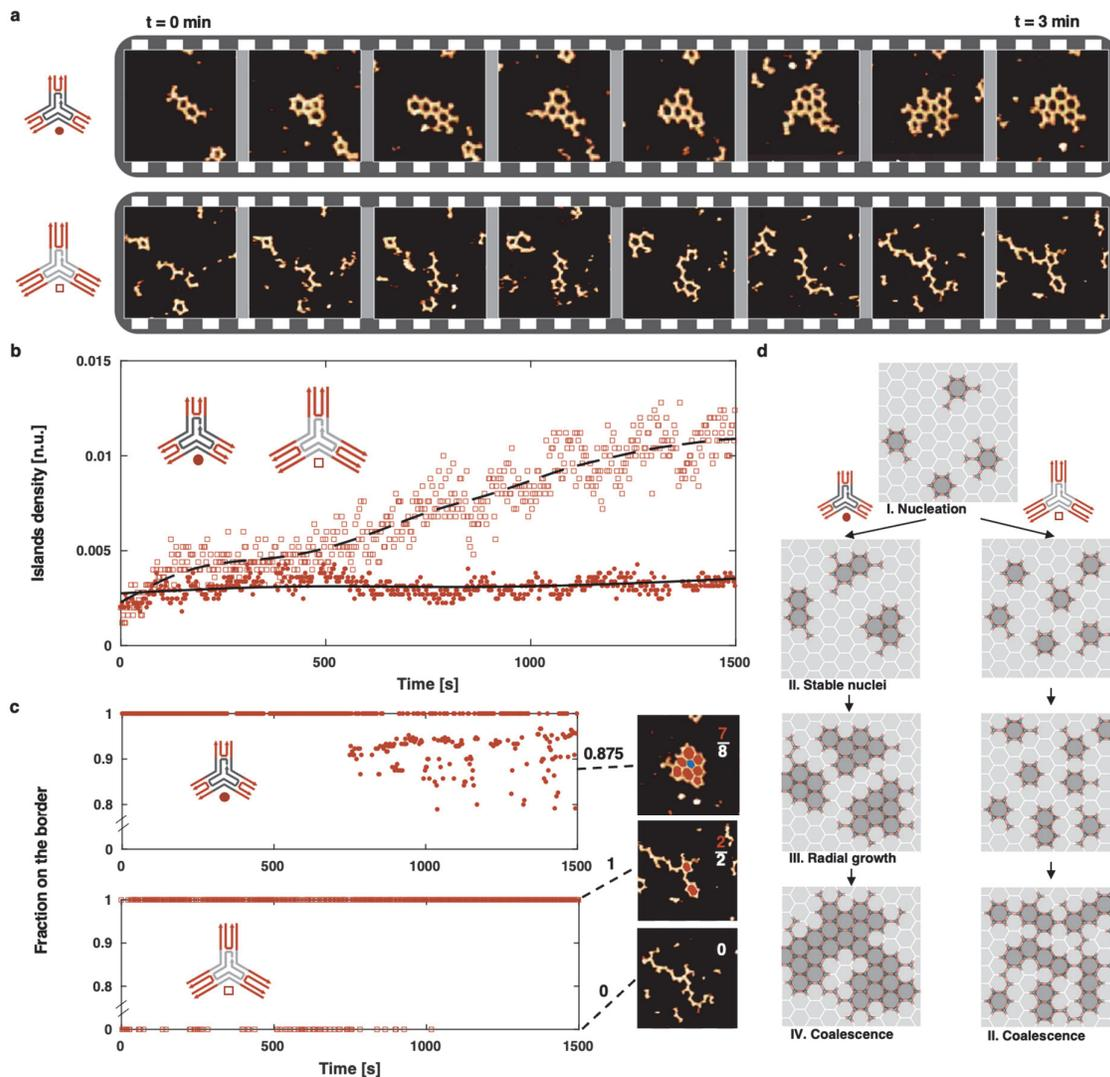 a
t = 0 min
t = 3 min
b
Islands density [n.u.]
0.015
0.01
0.005
0
0
500
1000
1500
Time [s]
c
Fraction on the border
1
0.9
0.8
0
0
500
1000
1500
1
0.9
0.8
0
0
500
1000
1500
Time [s]
0.875
7
8
1
2
2
0
0
d
I. Nucleation
II. Stable nuclei
III. Radial growth
IV. Coalescence
II. Coalescence